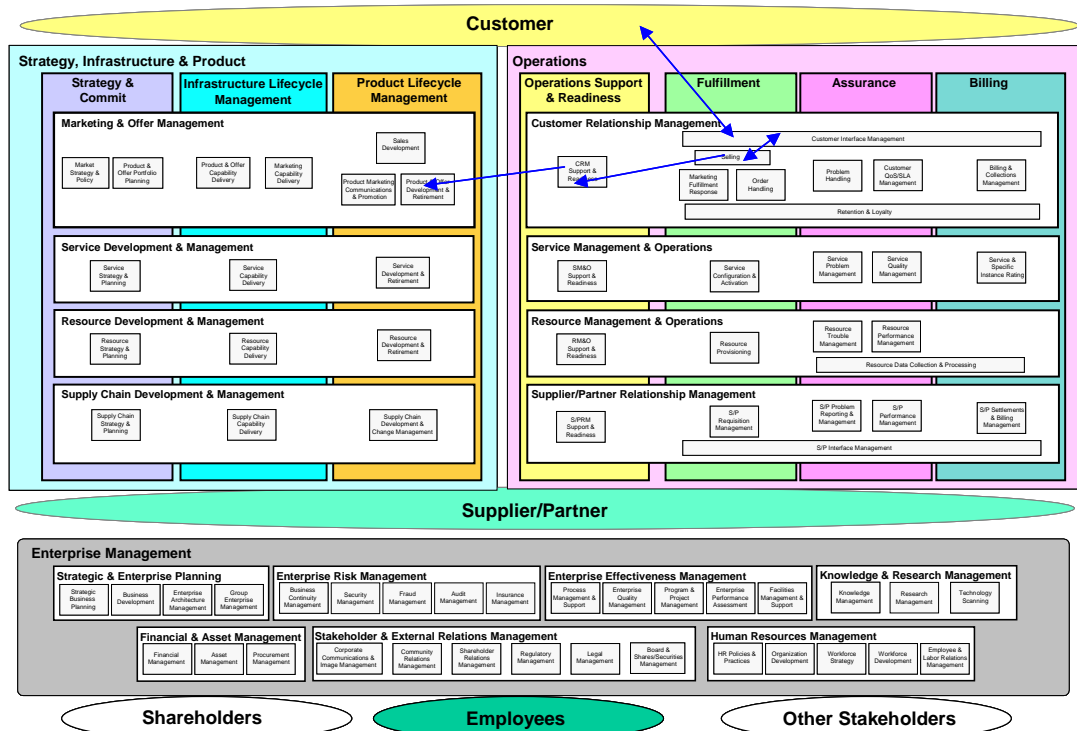 Customer
Strategy, Infrastructure & Product
Strategy &
Commit
Infrastructure Lifecycle
Management
Product Lifecycle
Management
Marketing & Offer Management
Sales
Development
Market
Strategy &
Policy
Product &
Offer Portfolio
Planning
Product & Offer
Capability
Delivery
Marketing
Capability
Delivery
Product Marketing
Communications
& Promotion
Product & Offer
Development &
Retirement
Service Development & Management
Service
Strategy &
Planning
Service
Capability
Delivery
Service
Development &
Retirement
Resource Development & Management
Resource
Strategy &
Planning
Resource
Capability
Delivery
Resource
Development &
Retirement
Supply Chain Development & Management
Supply Chain
Strategy &
Planning
Supply Chain
Capability
Delivery
Supply Chain
Development &
Change Management
Operations
Operations Support
& Readiness
Fulfillment
Assurance
Billing
Customer Relationship Management
Customer Interface Management
Selling
CRM
Support &
Readiness
Marketing
Fulfillment
Response
Order
Handling
Problem
Handling
Customer
QoS/SLA
Management
Billing &
Collections
Management
Retention & Loyalty
Service Management & Operations
SM&O
Support &
Readiness
Service
Configuration &
Activation
Service
Problem
Management
Service
Quality
Management
Service &
Specific
Instance Rating
Resource Management & Operations
RM&O
Support &
Readiness
Resource
Provisioning
Resource
Trouble
Management
Resource
Performance
Management
Resource Data Collection & Processing
Supplier/Partner Relationship Management
S/PRM
Support &
Readiness
S/P
Requisition
Management
S/P Problem
Reporting &
Management
S/P
Performance
Management
S/P Settlements
& Billing
Management
S/P Interface Management
Supplier/Partner
Enterprise Management
Strategic & Enterprise Planning
Strategic
Business
Planning
Business
Development
Enterprise
Architecture
Management
Group
Enterprise
Management
Enterprise Risk Management
Business
Continuity
Management
Security
Management
Fraud
Management
Audit
Management
Insurance
Management
Enterprise Effectiveness Management
Process
Management
& Support
Enterprise
Quality
Management
Program &
Project
Management
Enterprise
Performance
Assessment
Facilities
Management &
Support
Knowledge & Research Management
Knowledge
Management
Research
Management
Technology
Scanning
Financial & Asset Management
Financial
Management
Asset
Management
Procurement
Management
Stakeholder & External Relations Management
Corporate
Communications &
Image Management
Community
Relations
Management
Shareholder
Relations
Management
Regulatory
Management
Legal
Management
Board &
Shares/Securities
Management
Human Resources Management
HR Policies &
Practices
Organization
Development
Workforce
Strategy
Workforce
Development
Employee &
Labor Relations
Management
Shareholders
Employees
Other Stakeholders